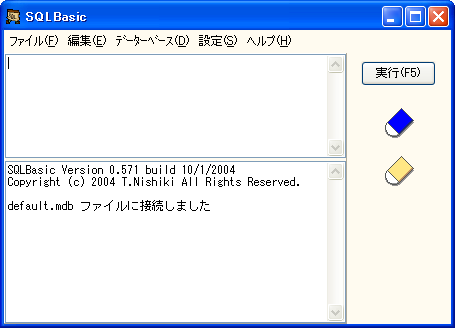 SQLBasic
ファイル(F) 編集(E) データーベース(D) 設定(S) ヘルプ(H)
実行(F5)
SQLBasic Version 0.571 build 10/1/2004
Copyright (c) 2004 T.Nishiki All Rights Reserved.
default.mdb ファイルに接続しました